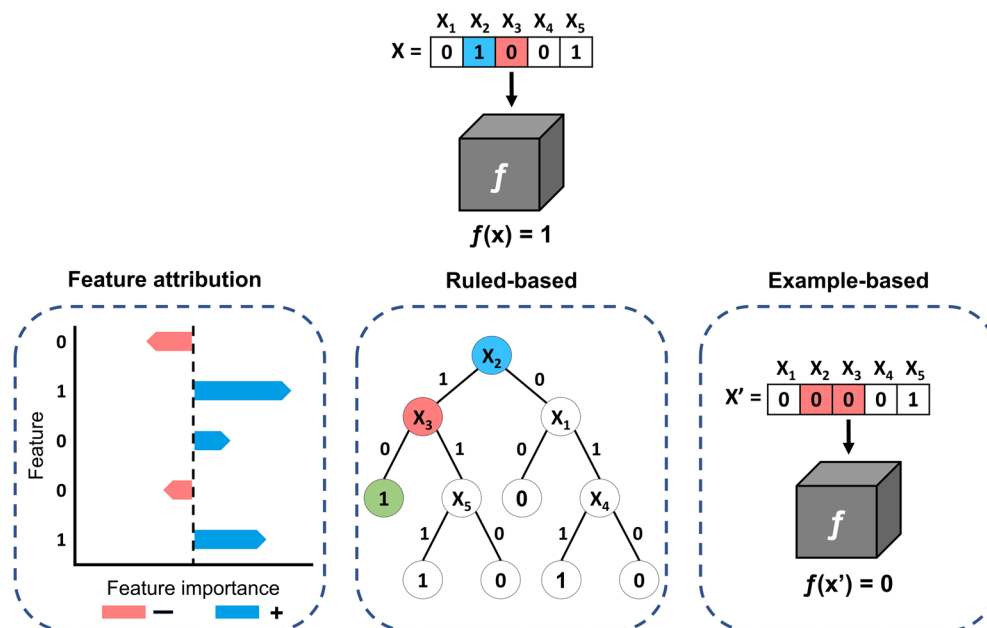 X1 X2 X3 X4 X5
X = 0 1 0 0 1
f
f(x) = 1
Feature attribution
Feature
0
1
0
0
1
Feature importance
− +
Ruled-based
X2
1 0
X3 X1
0 1 0 1
1 X5 0 X4
1 0 1 0
1 0 1 0
Example-based
X1 X2 X3 X4 X5
X’ = 0 0 0 0 1
f
f(x’) = 0